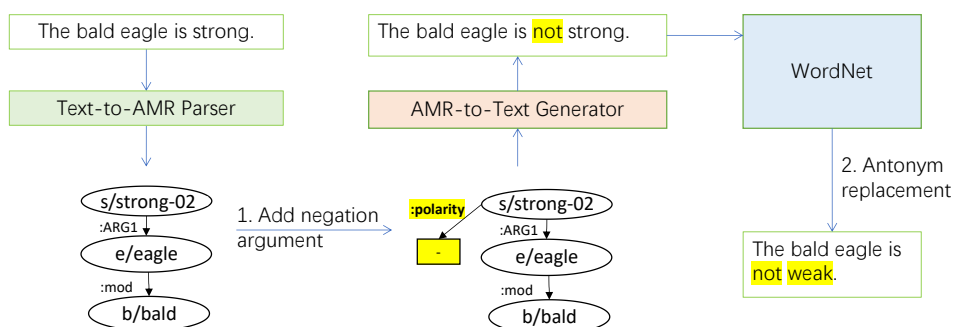 The bald eagle is strong.
Text-to-AMR Parser
s/strong-02
:ARG1
e/eagle
:mod
b/bald
1. Add negation
argument
The bald eagle is not strong.
AMR-to-Text Generator
:polarity
-
s/strong-02
:ARG1
e/eagle
:mod
b/bald
WordNet
2. Antonym
replacement
The bald eagle is
not weak.